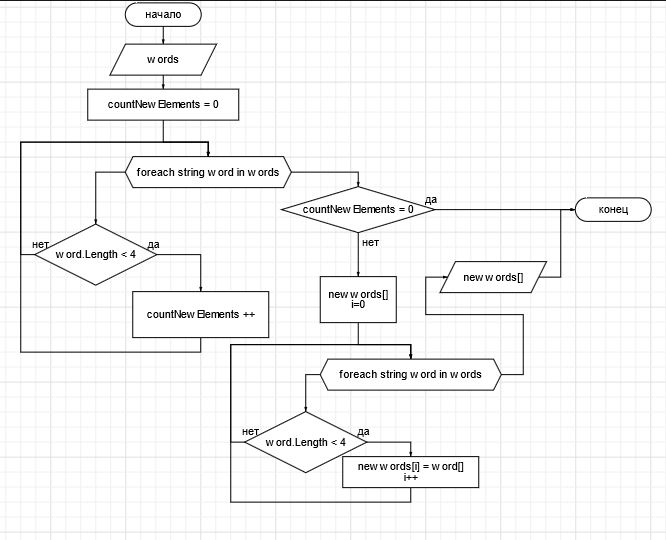 начало
words
countNewElements = 0
foreach string word in words
countNewElements = 0
да
конец
нет
word.Length < 4
да
нет
new words[]
countNewElements ++
new words[]
i=0
foreach string word in words
нет
word.Length < 4
да
new words[i] = word[]
i++